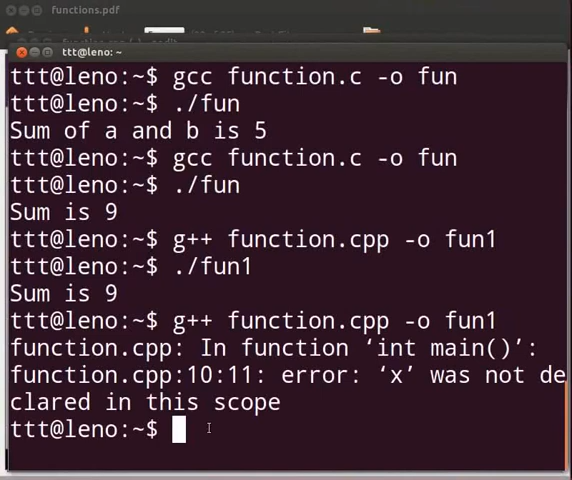 functions.pdf
ttt@leno: ~
ttt@leno:~$ gcc function.c -o fun
ttt@leno:~$ ./fun
Sum of a and b is 5
ttt@leno:~$ gcc function.c -o fun
ttt@leno:~$ ./fun
Sum is 9
ttt@leno:~$ g++ function.cpp -o fun1
ttt@leno:~$ ./fun1
Sum is 9
ttt@leno:~$ g++ function.cpp -o fun1
function.cpp: In function ‘int main()’:
function.cpp:10:11: error: ‘x’ was not de
clared in this scope
ttt@leno:~$